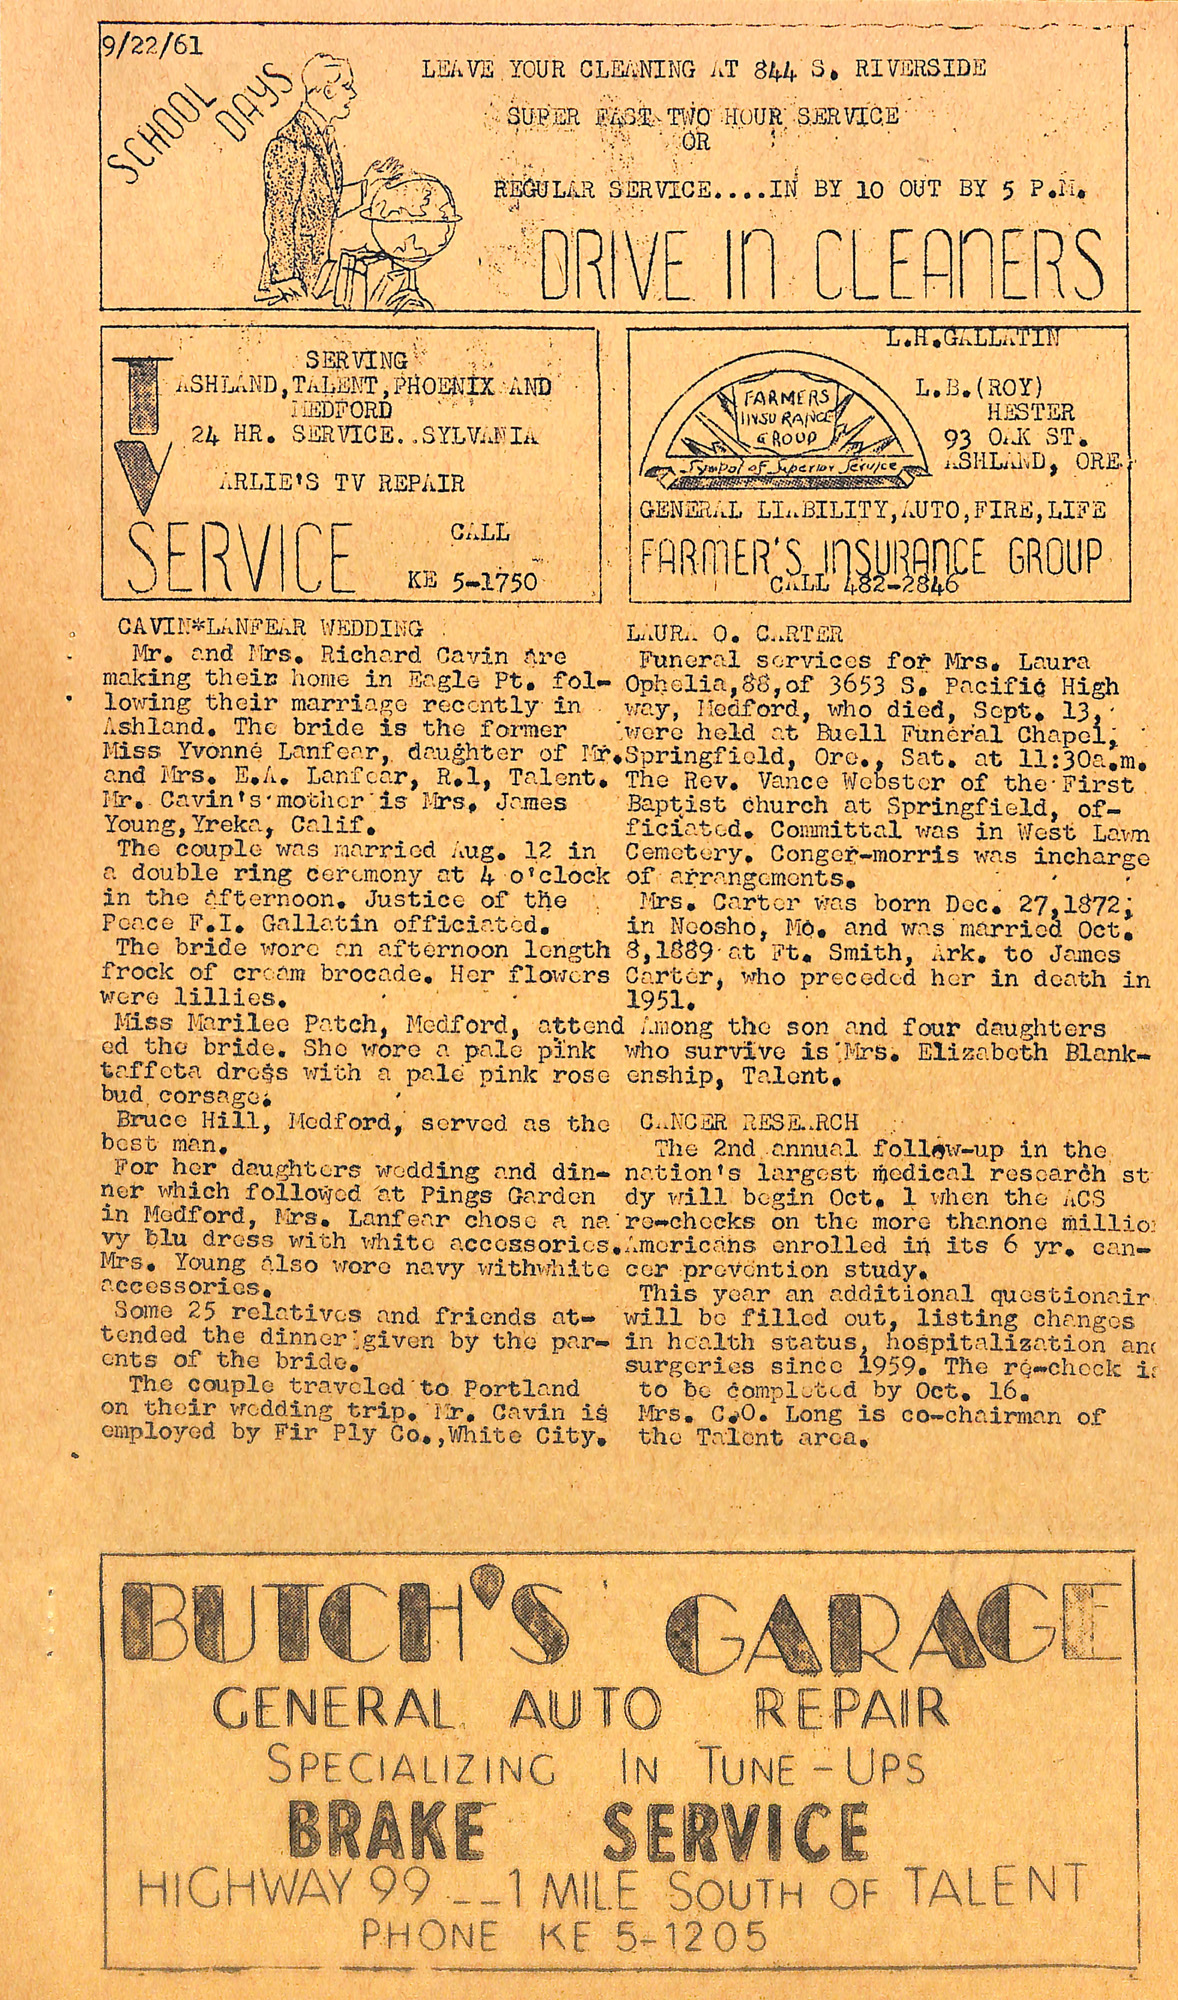 9/22/61
SCHOOL
DAYS
LEAVE YOUR CLEANING AT 844 S. RIVERSIDE
SUPER FAST TWO HOUR SERVICE
OR
REGULAR SERVICE....IN BY 10 OUT BY 5 P.M.
DRIVE IN CLEANERS
TV
SERVING
ASHLAND,TALENT,PHOENIX AND
MEDFORD
24 HR. SERVICE..SYLVANIA
ARLIE'S TV REPAIR
SERVICE
CALL
KE 5-1750
L.H.GALLATIN
FARMERS
INSURANCE
GROUP
Symbol of Superior Service
L.B.(ROY)
HESTER
93 OAK ST.
ASHLAND, ORE.
GENERAL LIABILITY,AUTO,FIRE,LIFE
FARMER'S INSURANCE GROUP
CALL 482-2846
CAVIN*LANFEAR WEDDING
Mr. and Mrs. Richard Cavin are
making their home in Eagle Pt. fol-
lowing their marriage recently in
Ashland. The bride is the former
Miss Yvonne Lanfear, daughter of Mr.
and Mrs. E.A. Lanfear, R.1, Talent.
Mr. Cavin's mother is Mrs. James
Young,Yreka, Calif.
The couple was married Aug. 12 in
a double ring ceremony at 4 o'clock
in the afternoon. Justice of the
Peace F.I. Gallatin officiated.
The bride wore an afternoon length
frock of cream brocade. Her flowers
were lillies.
Miss Marilee Patch, Medford, attend
ed the bride. She wore a pale pink
taffeta dress with a pale pink rose
bud corsage.
Bruce Hill, Medford, served as the
best man.
For her daughters wedding and din-
ner which followed at Pings Garden
in Medford, Mrs. Lanfear chose a na
vy blu dress with white accessories.
Mrs. Young also wore navy withwhite
accessories.
Some 25 relatives and friends at-
tended the dinner given by the par-
ents of the bride.
The couple traveled to Portland
on their wedding trip. Mr. Cavin is
employed by Fir Ply Co.,White City.
LAURA O. CARTER
Funeral services for Mrs. Laura
Ophelia,88,of 3653 S. Pacific High
way, Medford, who died, Sept. 13,
were held at Buell Funeral Chapel,
Springfield, Ore., Sat. at 11:30a.m.
The Rev. Vance Webster of the First
Baptist church at Springfield, of-
ficiated. Committal was in West Lawn
Cemetery. Conger-morris was incharge
of arrangements.
Mrs. Carter was born Dec. 27,1872;
in Neosho, Mo. and was married Oct.
8,1889 at Ft. Smith, Ark. to James
Carter, who preceded her in death in
1951.
Among the son and four daughters
who survive is Mrs. Elizabeth Blank-
enship, Talent.
CANCER RESEARCH
The 2nd annual follow-up in the
nation's largest medical research st
dy will begin Oct. 1 when the ACS
re-checks on the more thanone millio
Americans enrolled in its 6 yr. can-
cer prevention study.
This year an additional questionair
will be filled out, listing changes
in health status, hospitalization and
surgeries since 1959. The re-check is
to be completed by Oct. 16.
Mrs. C.O. Long is co-chairman of
the Talent area.
BUTCH'S GARAGE
GENERAL AUTO REPAIR
SPECIALIZING IN TUNE-UPS
BRAKE SERVICE
HIGHWAY 99 __ 1 MILE SOUTH OF TALENT
PHONE KE 5-1205